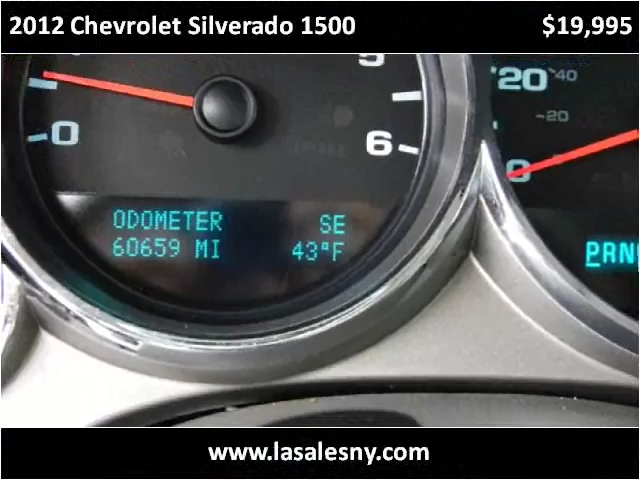 2012 Chevrolet Silverado 1500 $19,995
5
20 40
20
0 6 0
ODOMETER SE
60659 MI 43°F
PRN
www.lasalesny.com